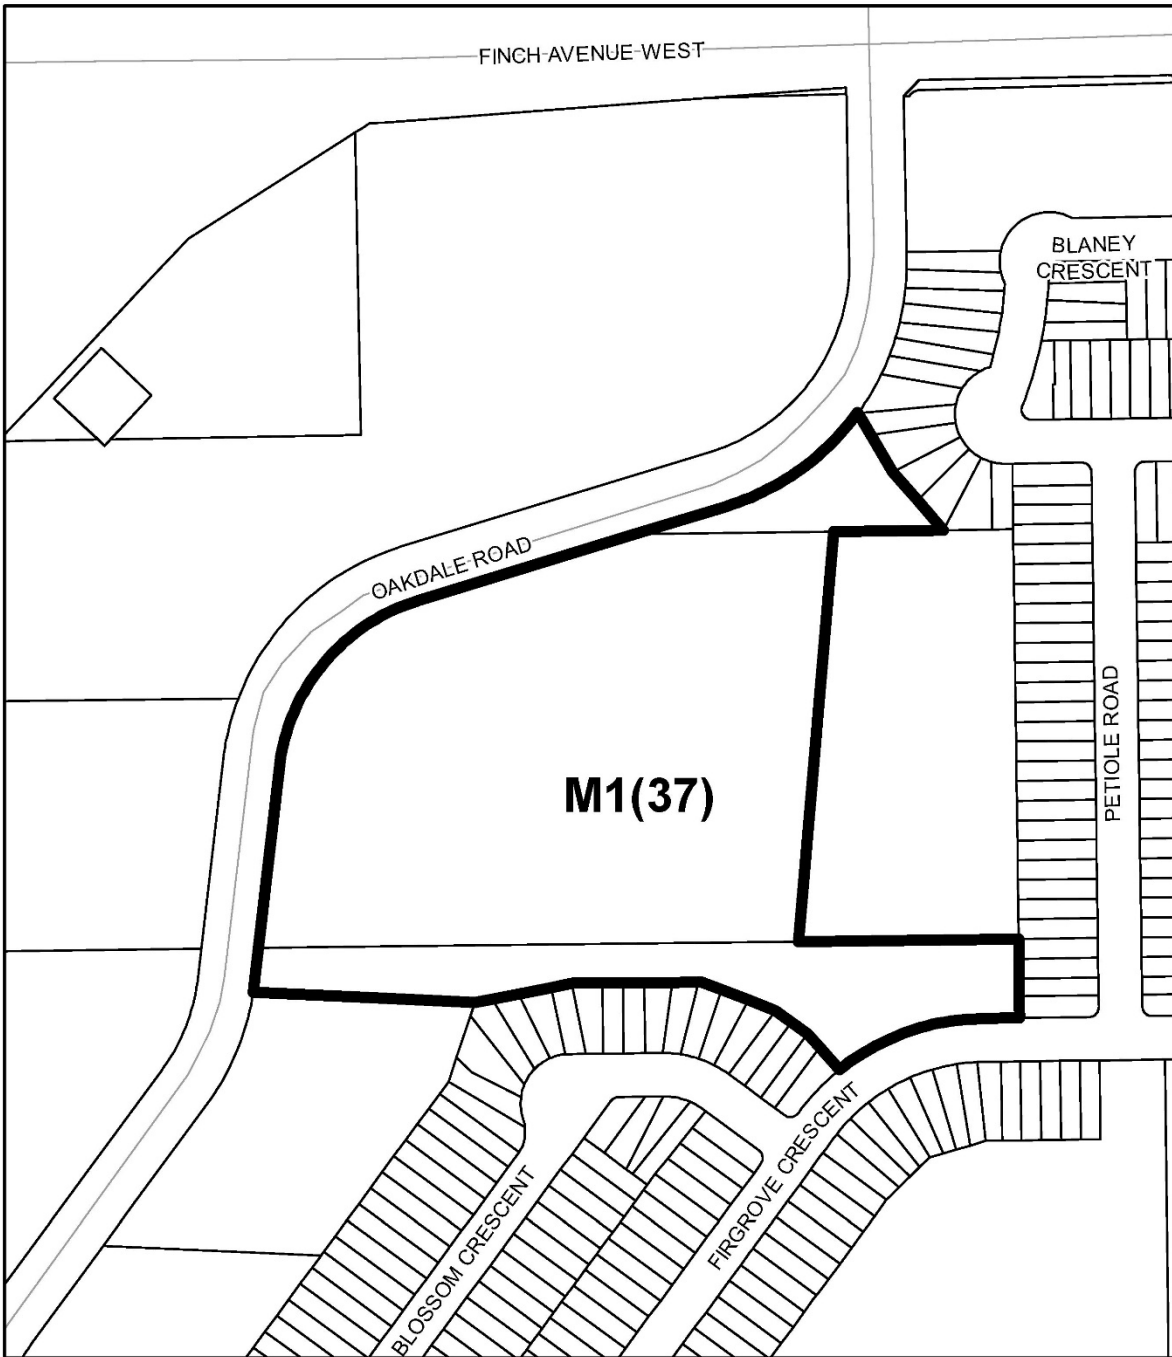 FINCH AVENUE WEST
BLANEY
CRESCENT
OAKDALE ROAD
PETIOLE ROAD
M1(37)
FIRGROVE CRESCENT
BLOSSOM CRESCENT